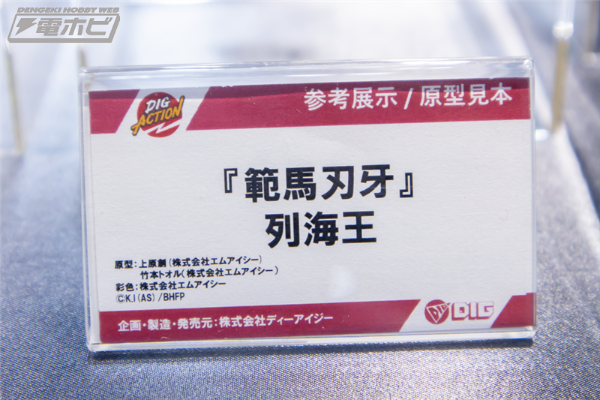 DENGEKI HOBBY WEB
電ホビ
DIG
ACTION
参考展示/原型見本
『範馬刃牙』
列海王
原型:上原創(株式会社エムアイシー)
竹本トオル(株式会社エムアイシー)
彩色:株式会社エムアイシー
©K.I(AS)/BHFP
企画・製造・発売元:株式会社ディーアイジー
DIG